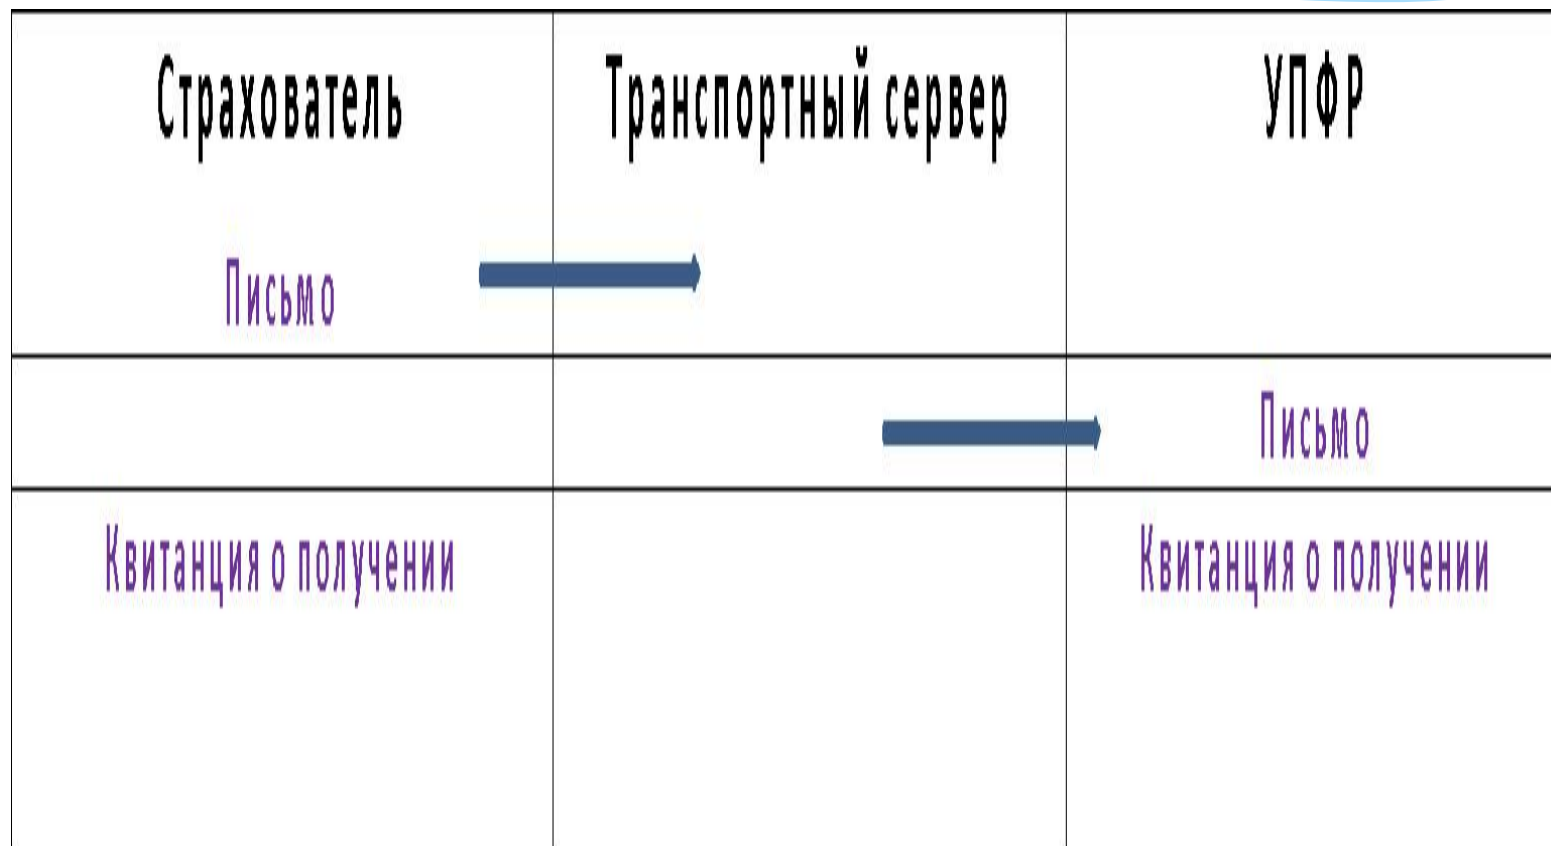 Страхователь
Транспортный сервер
УПФР
Письмо
Письмо
Квитанция о получении
Квитанция о получении